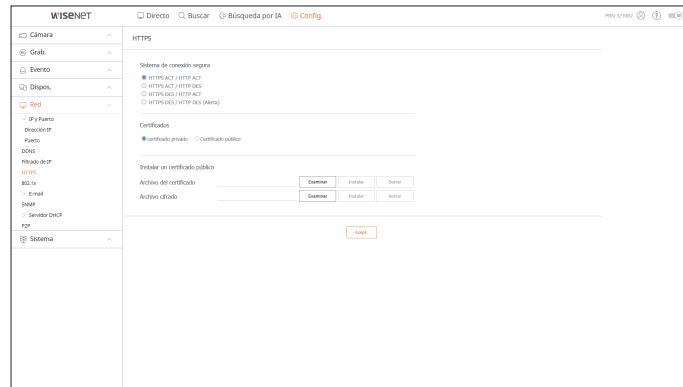 WISENET
Directo Buscar Búsqueda por IA Config.
PRN-3210B2
Cámara
Grab.
Evento
Dispos.
Red
IP y Puerto
Dirección IP
Puerto
DDNS
Filtrado de IP
HTTPS
802.1x
> E-mail
SNMP
> Servidor DHCP
P2P
Sistema
HTTPS
Sistema de conexión segura
HTTPS ACT / HTTP ACT
HTTPS ACT / HTTP DES
HTTPS DES / HTTP ACT
HTTPS DES / HTTP DES (Alerta)
Certificados
certificado privado Certificado público
Instalar un certificado público
Archivo del certificado Examinar Instalar Borrar
Archivo cifrado Examinar Instalar Borrar
Acept.